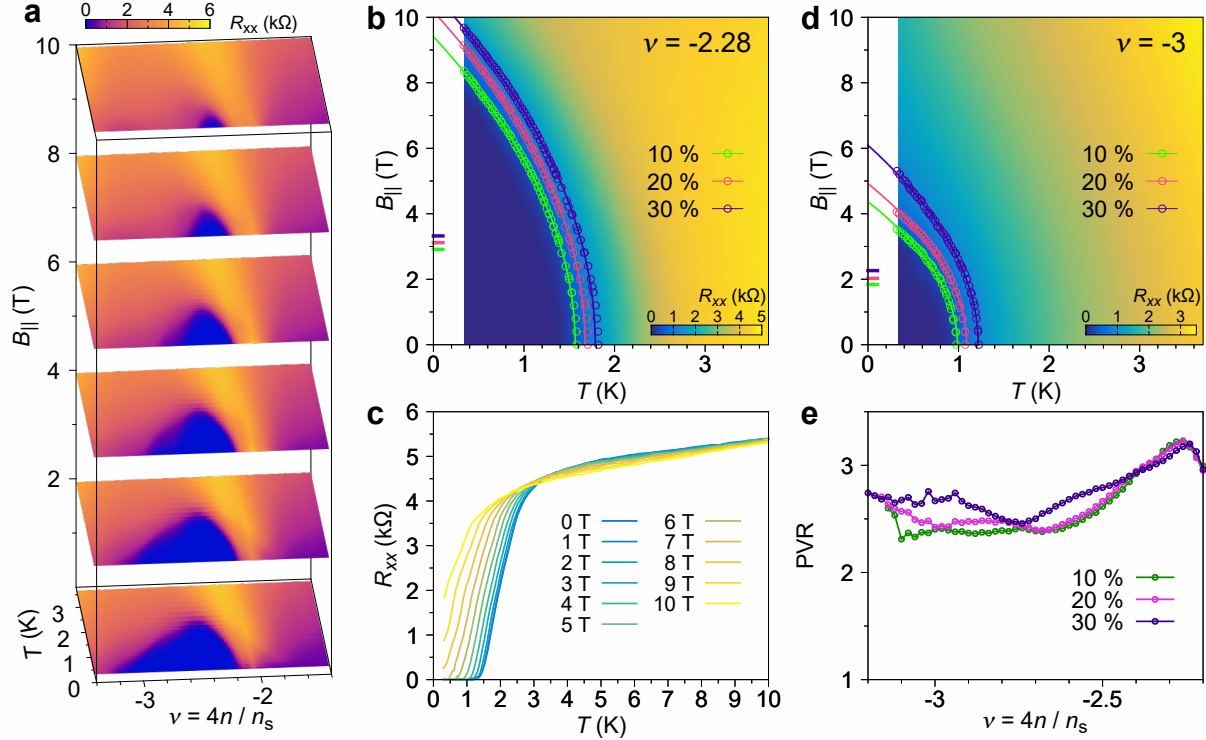 a
R_xx (kΩ)
0 2 4 6
10
8
6
4
2
B_|| (T)
3
2
1
0
T (K)
-3 -2
ν = 4n / n_s
b
ν = -2.28
10
8
6
4
2
0
B_|| (T)
10 %
20 %
30 %
R_xx (kΩ)
0 1 2 3 4 5
0 1 2 3
T (K)
d
ν = -3
10
8
6
4
2
0
B_|| (T)
10 %
20 %
30 %
R_xx (kΩ)
0 1 2 3
0 1 2 3
T (K)
c
6
5
4
3
2
1
0
R_xx (kΩ)
0 T 6 T
1 T 7 T
2 T 8 T
3 T 9 T
4 T 10 T
5 T
0 1 2 3 4 5 6 7 8 9 10
T (K)
e
3
2
1
PVR
10 %
20 %
30 %
-3 -2.5
ν = 4n / n_s